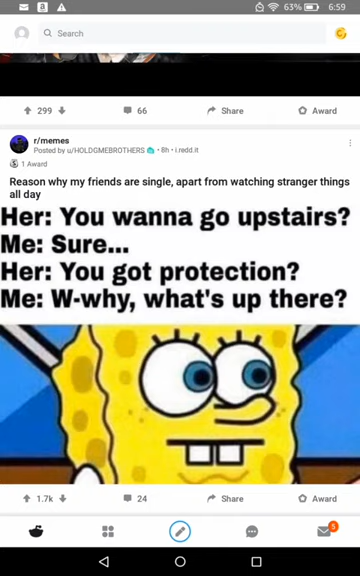 63% 6:59
Search
299 66 Share Award
r/memes
Posted by u/HOLDGMEBROTHERS • 8h • i.redd.it
1 Award
Reason why my friends are single, apart from watching stranger things
all day
Her: You wanna go upstairs?
Me: Sure...
Her: You got protection?
Me: W-why, what's up there?
1.7k 24 Share Award
5